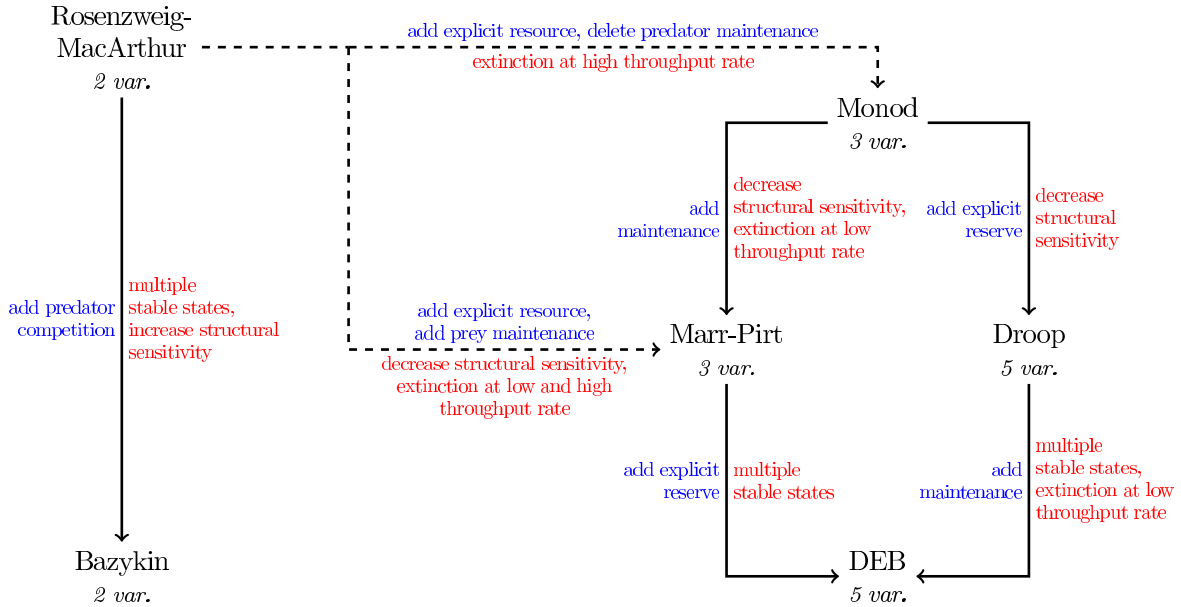 Rosenzweig-
MacArthur
2 var.
add explicit resource, delete predator maintenance
extinction at high throughput rate
Monod
3 var.
add
maintenance
decrease
structural sensitivity,
extinction at low
throughput rate
add explicit
reserve
decrease
structural
sensitivity
add predator
competition
multiple
stable states,
increase structural
sensitivity
add explicit resource,
add prey maintenance
decrease structural sensitivity,
extinction at low and high
throughput rate
Marr-Pirt
3 var.
Droop
5 var.
add explicit
reserve
multiple
stable states
add
maintenance
multiple
stable states,
extinction at low
throughput rate
Bazykin
2 var.
DEB
5 var.